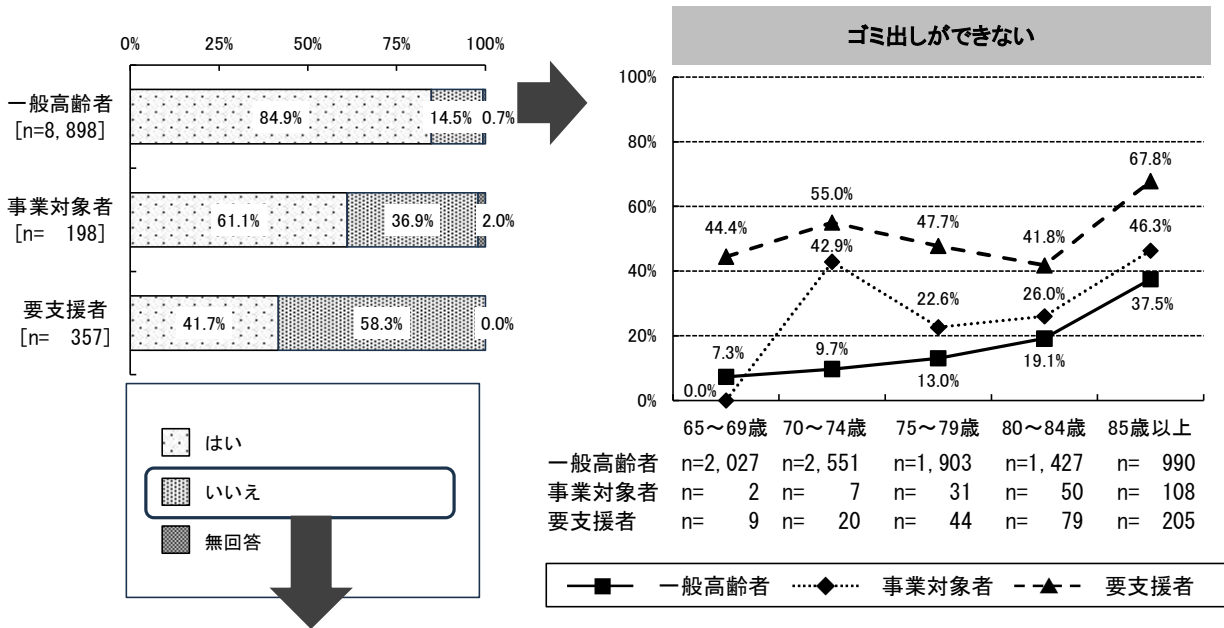 0% 25% 50% 75% 100%
一般高齢者
[n=8,898]
84.9% 14.5% 0.7%
事業対象者
[n= 198]
61.1% 36.9% 2.0%
要支援者
[n= 357]
41.7% 58.3% 0.0%
はい
いいえ
無回答
ゴミ出しができない
100%
80%
60%
40%
20%
0%
44.4% 55.0% 47.7% 41.8% 67.8%
0.0% 42.9% 22.6% 26.0% 46.3%
7.3% 9.7% 13.0% 19.1% 37.5%
65～69歳 70～74歳 75～79歳 80～84歳 85歳以上
一般高齢者 n=2,027 n=2,551 n=1,903 n=1,427 n= 990
事業対象者 n= 2 n= 7 n= 31 n= 50 n= 108
要支援者 n= 9 n= 20 n= 44 n= 79 n= 205
一般高齢者 事業対象者 要支援者